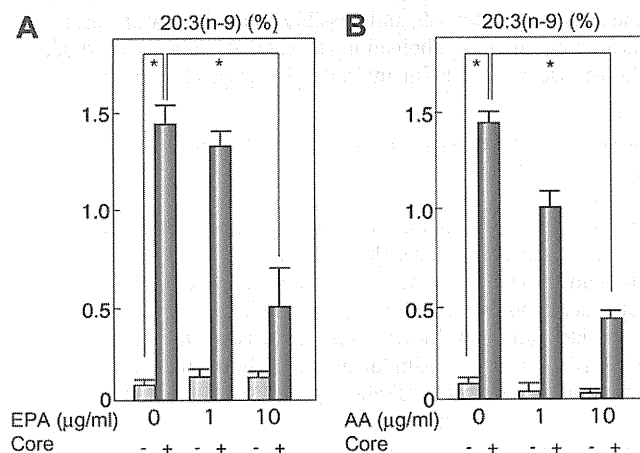 A
20:3(n-9) (%)
* *
1.5
1.0
0.5
EPA (µg/ml) 0 1 10
Core - + - + - +
B
20:3(n-9) (%)
* *
1.5
1.0
0.5
0
AA (µg/ml) 0 1 10
Core - + - + - +